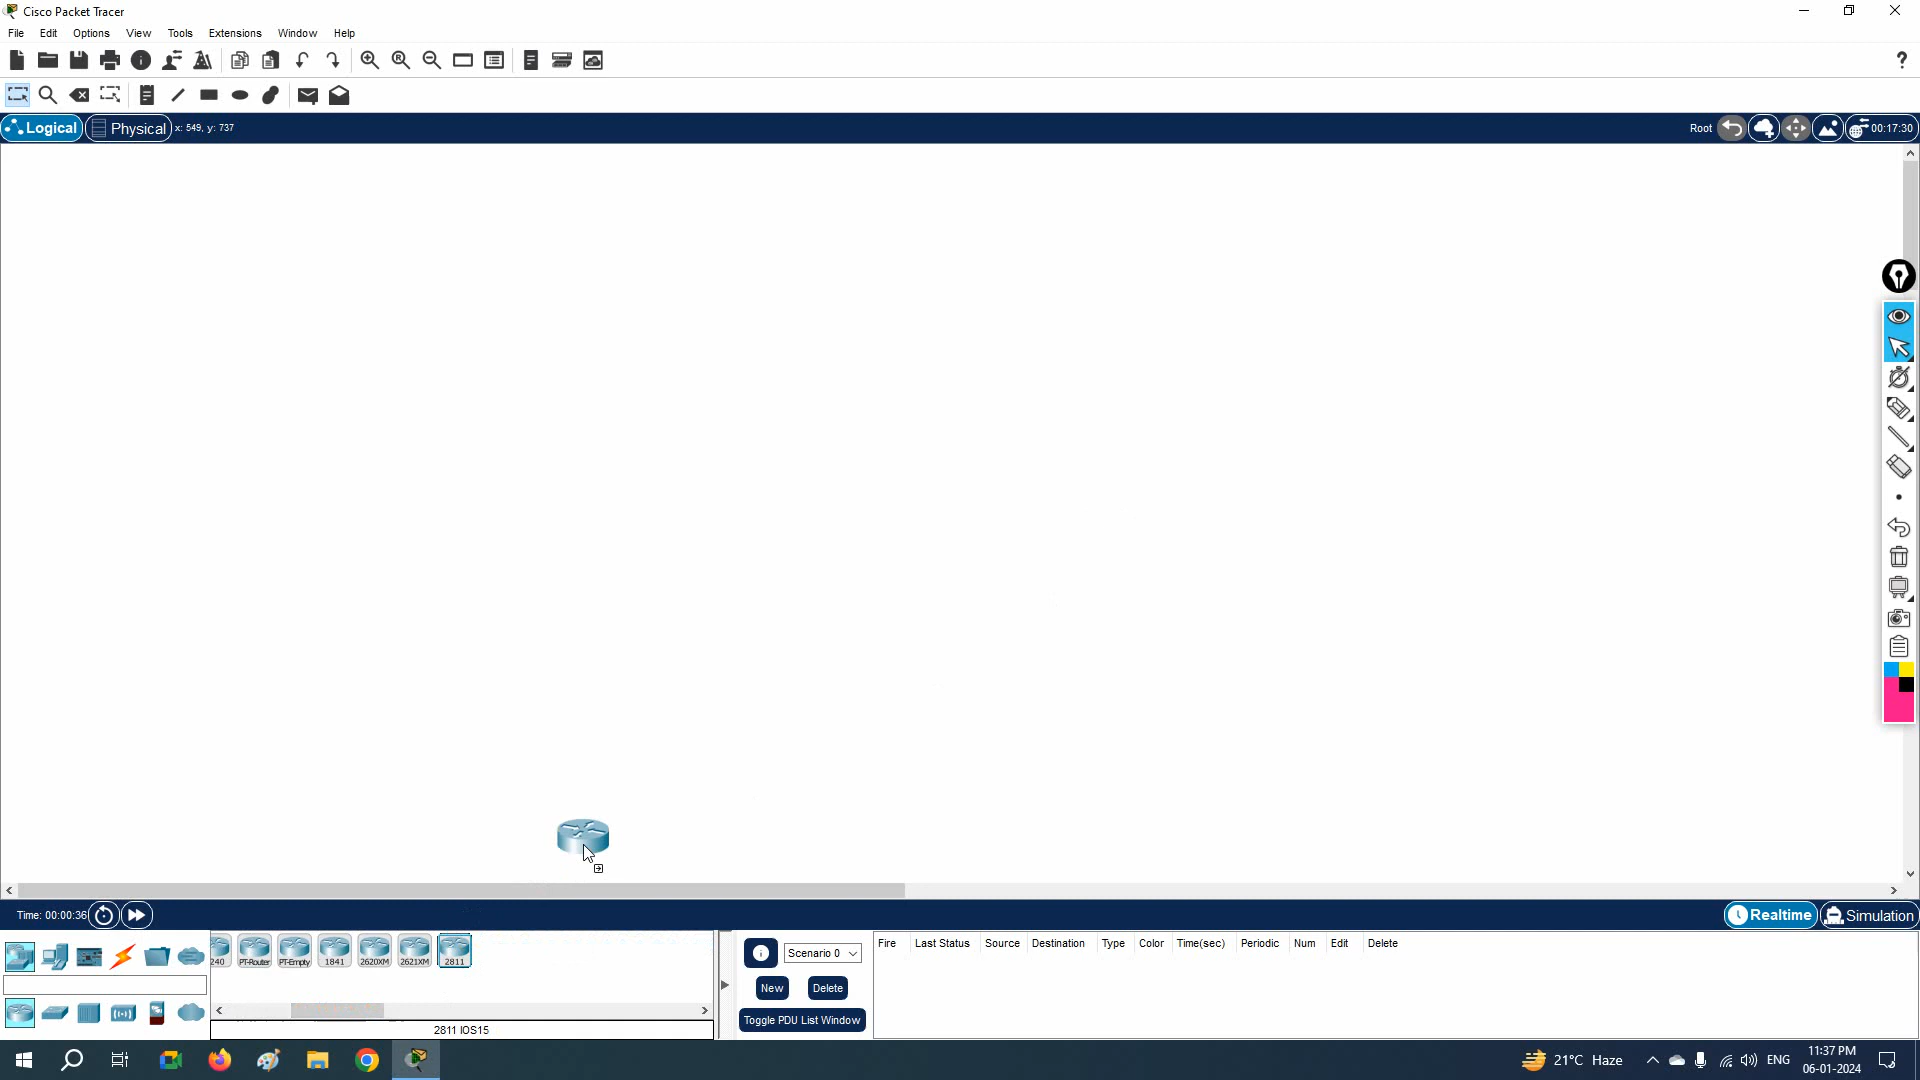 Cisco Packet Tracer
File Edit Options View Tools Extensions Window Help
?
Logical Physical x: 549, y: 737 Root 00:17:30
Time: 00:00:36 Realtime Simulation
240 PT-Router PT-Empty 1841 2620XM 2621XM 2811
2811 IOS15
Scenario 0
New Delete
Toggle PDU List Window
Fire Last Status Source Destination Type Color Time(sec) Periodic Num Edit Delete
21°C Haze ENG 11:37 PM
06-01-2024